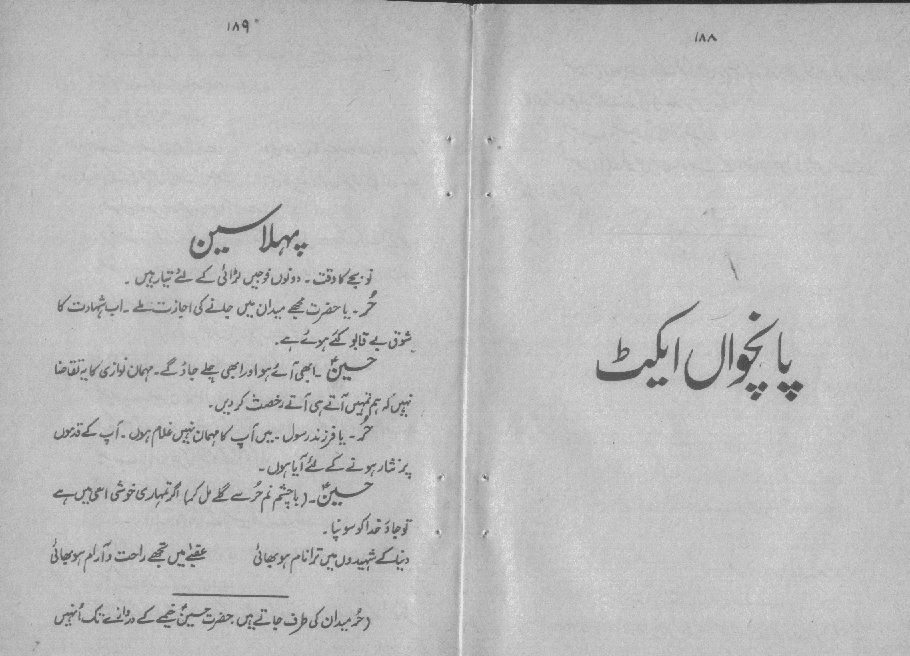 ۱۸۸
پانچواں ایکٹ
۱۸۹
پہلا سین
نو بجے کا وقت ۔ دونوں فوجیں لڑائی کے لئے تیار ہیں ۔
حُر ۔ یا حضرت مجھے میدان میں جانے کی اجازت ملے ۔ اب شہادت کا
شوق بے قابو کئے ہوئے ہے۔
حسینؑ ۔ ابھی آئے ہو اور ابھی چلے جاؤ گے۔ مہمان نوازی کا یہ تقاضا
نہیں کہ ہم تمہیں آتے ہی آتے رخصت کر دیں۔
حُر ۔ یا فرزند رسول ۔ میں آپ کا مہمان نہیں غلام ہوں ۔ آپ کے قدموں
پر نثار ہونے کے لئے آیا ہوں ۔
حسینؑ ۔ (باچشم نم حُر سے گلے مل کر) اگر تمہاری خوشی اسی میں ہے
تو جاؤ خدا کو سونپا ۔
دنیا کے شہیدوں میں ترا نام ہو بھائی عقبےٰ میں تجھے راحت و آرام ہو بھائی
(حُر میدان کی طرف جاتے ہیں۔ حضرت حسینؑ خیمے کے دروازے تک اُنہیں